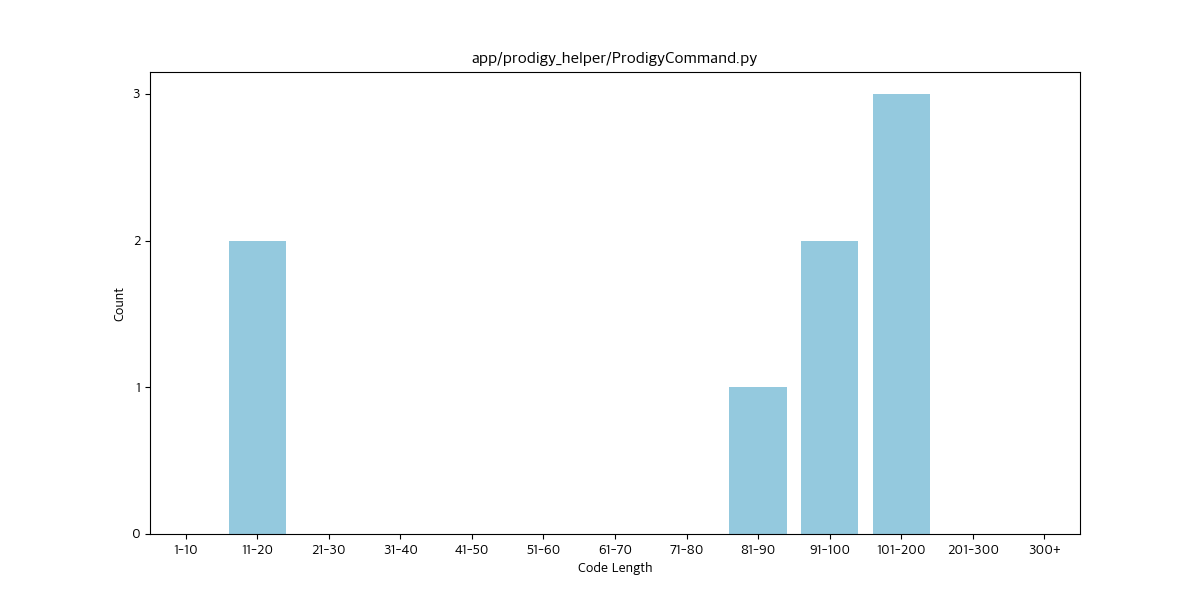 app/prodigy_helper/ProdigyCommand.py
3
2
1
0
Count
1-10 11-20 21-30 31-40 41-50 51-60 61-70 71-80 81-90 91-100 101-200 201-300 300+
Code Length